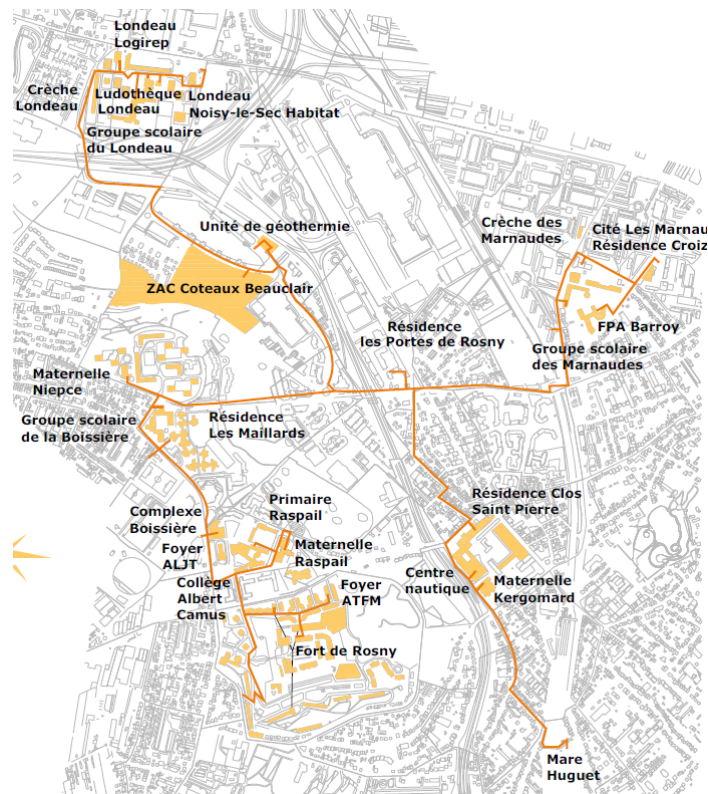 Londeau
Logirep
Crèche
Londeau
Ludothèque
Londeau
Londeau
Noisy-le-Sec Habitat
Groupe scolaire
du Londeau
Unité de géothermie
Crèche des
Marnaudes
Cité Les Marnau
Résidence Croiz
ZAC Coteaux Beauclair
Résidence
les Portes de Rosny
FPA Barroy
Groupe scolaire
des Marnaudes
Maternelle
Niepce
Groupe scolaire
de la Boissière
Résidence
Les Maillards
Résidence Clos
Saint Pierre
Complexe
Boissière
Primaire
Raspail
Foyer
ALJT
Maternelle
Raspail
Collège
Albert
Camus
Foyer
ATFM
Centre
nautique
Maternelle
Kergomard
Fort de Rosny
Mare
Huguet